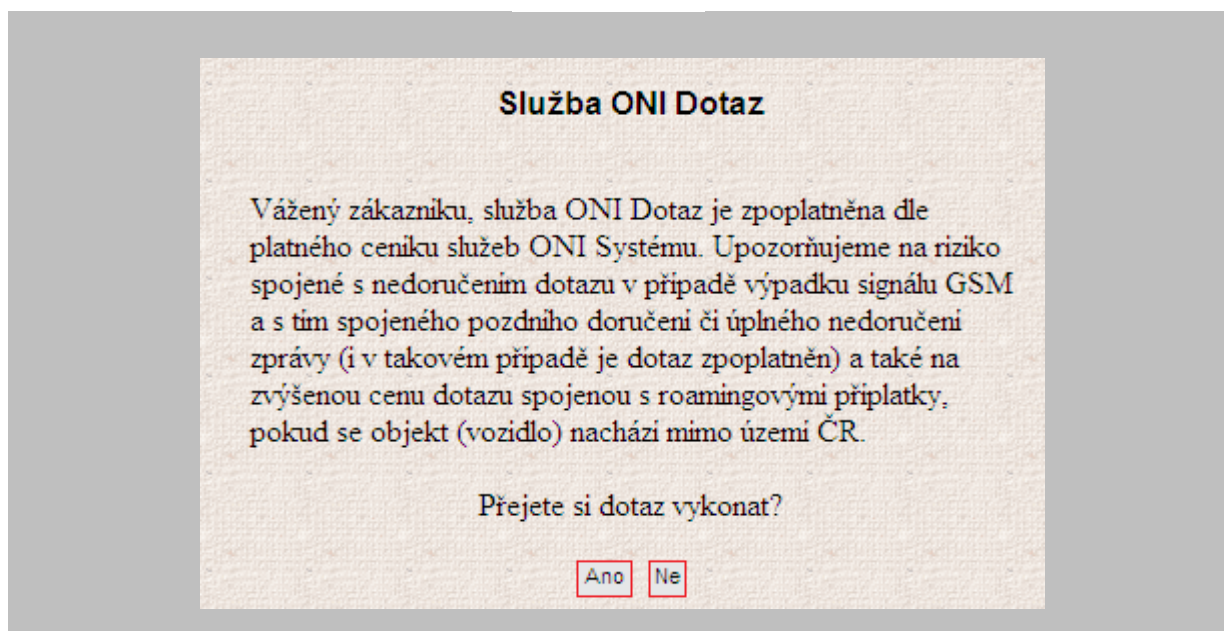 Služba ONI Dotaz
Vážený zákazníku, služba ONI Dotaz je zpoplatněna dle
platného ceníku služeb ONI Systému. Upozorňujeme na riziko
spojené s nedoručením dotazu v případě výpadku signálu GSM
a s tím spojeného pozdního doručení či úplného nedoručení
zprávy (i v takovém případě je dotaz zpoplatněn) a také na
zvýšenou cenu dotazu spojenou s roamingovými příplatky,
pokud se objekt (vozidlo) nachází mimo území ČR.
Přejete si dotaz vykonat?
Ano Ne